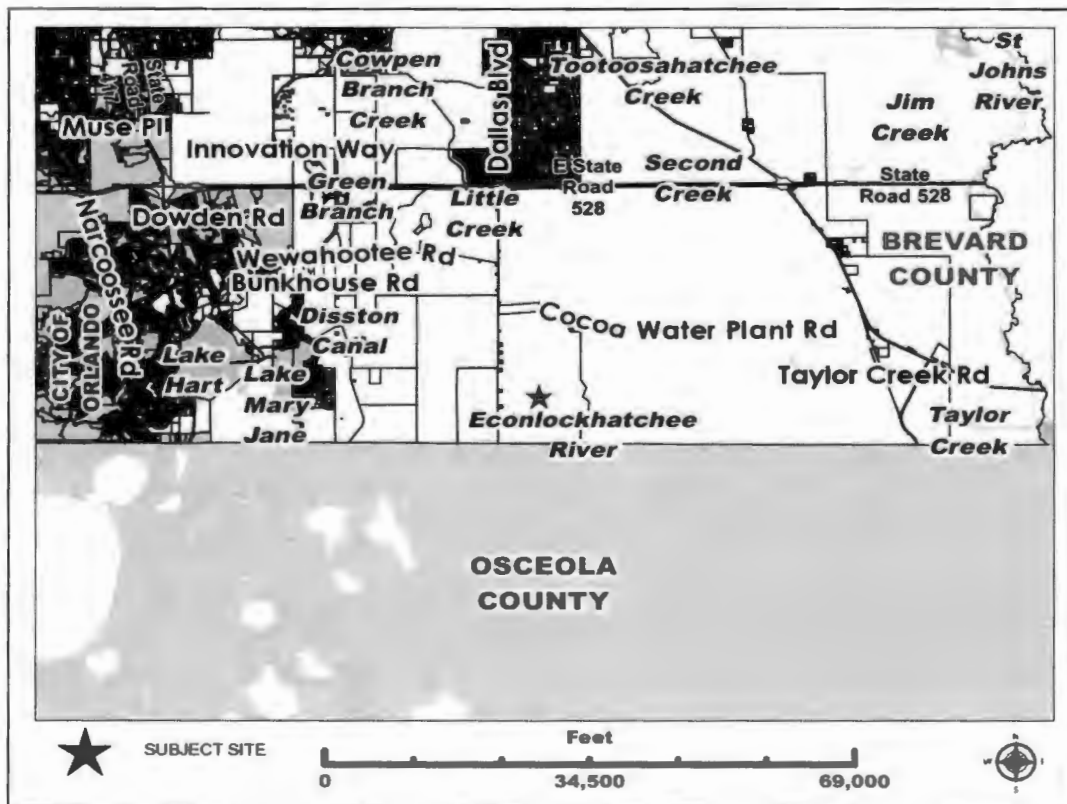 State
Road
417
Cowpen
Branch
Creek
Dallas Blvd
Tootoosahatchee
Creek
St
Johns
River
Jim
Creek
Muse Pl
Innovation Way
Green
Branch
Little
Creek
E State
Road
528
Second
Creek
State
Road 528
Narcoossee Rd
Dowden Rd
Wewahootee Rd
Bunkhouse Rd
BREVARD
COUNTY
Disston
Canal
Cocoa Water Plant Rd
CITY OF
ORLANDO
Lake
Hart
Lake
Mary
Jane
Taylor Creek Rd
Econlockhatchee
River
Taylor
Creek
OSCEOLA
COUNTY
SUBJECT SITE
Feet
0 34,500 69,000
N
W E
S